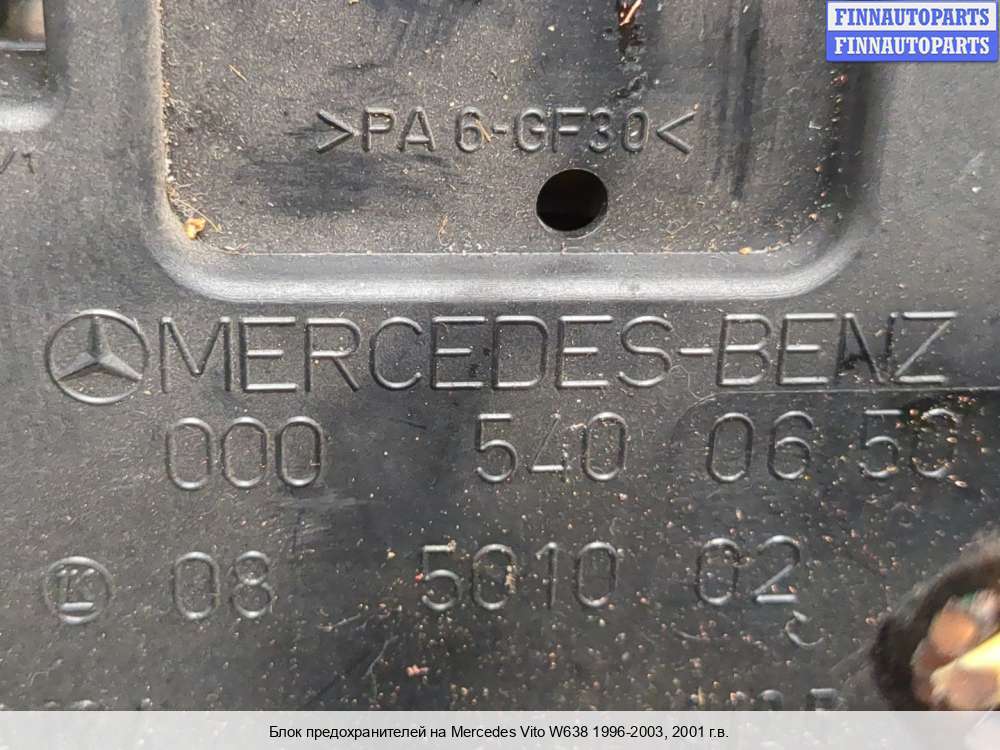 FINNAUTOPARTS
FINNAUTOPARTS
>PA 6-GF30<
MERCEDES-BENZ
000 540 06 50
LK 08 5010 02
Блок предохранителей на Mercedes Vito W638 1996-2003, 2001 г.в.